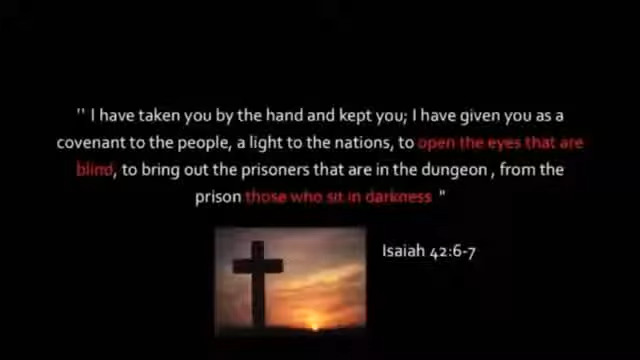 '' I have taken you by the hand and kept you; I have given you as a
covenant to the people, a light to the nations, to open the eyes that are
blind, to bring out the prisoners that are in the dungeon , from the
prison those who sit in darkness "
Isaiah 42:6-7